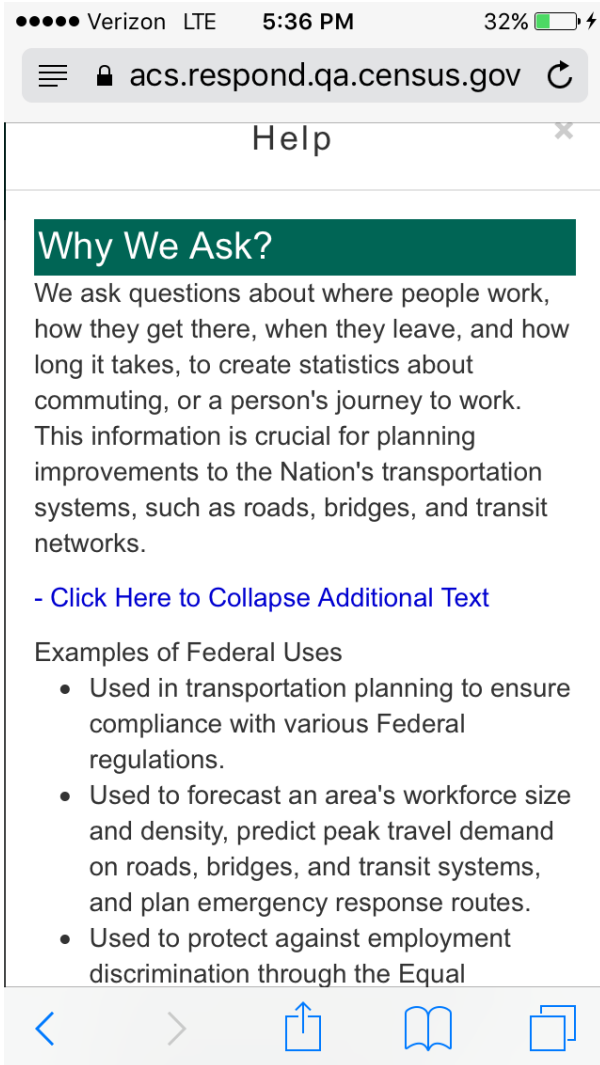 Verizon LTE 5:36 PM 32%
acs.respond.qa.census.gov
Help
Why We Ask?
We ask questions about where people work,
how they get there, when they leave, and how
long it takes, to create statistics about
commuting, or a person's journey to work.
This information is crucial for planning
improvements to the Nation's transportation
systems, such as roads, bridges, and transit
networks.
- Click Here to Collapse Additional Text
Examples of Federal Uses
• Used in transportation planning to ensure
compliance with various Federal
regulations.
• Used to forecast an area's workforce size
and density, predict peak travel demand
on roads, bridges, and transit systems,
and plan emergency response routes.
• Used to protect against employment
discrimination through the Equal